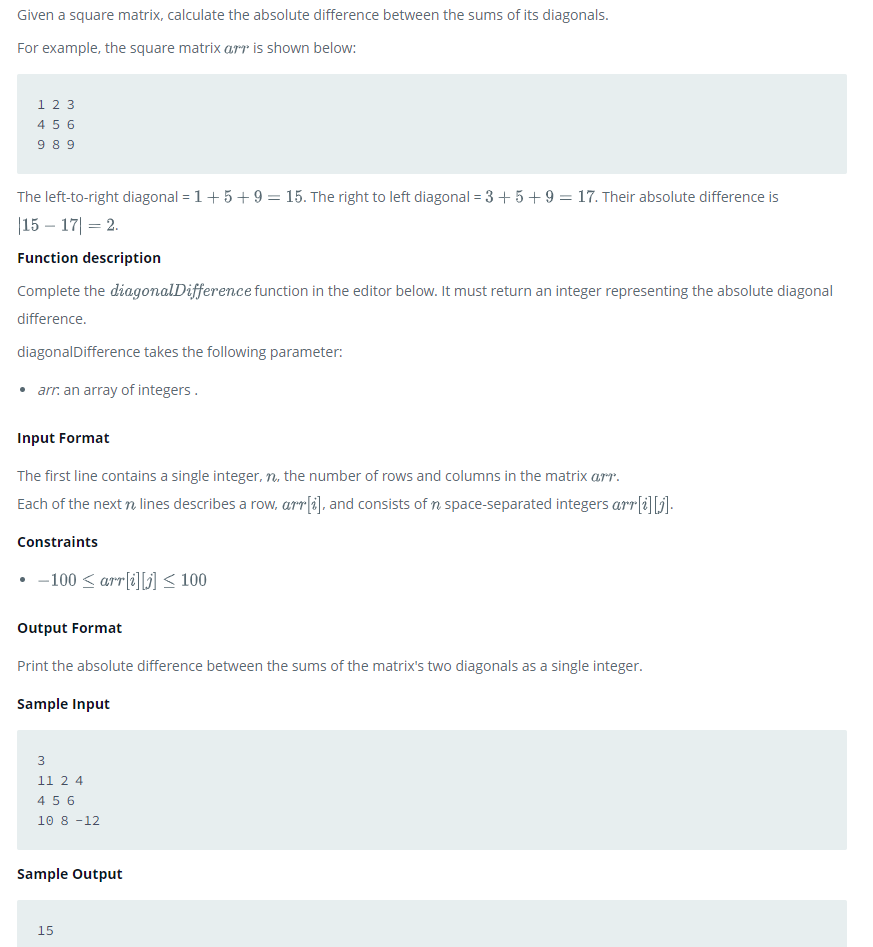 Given a square matrix, calculate the absolute difference between the sums of its diagonals.
For example, the square matrix arr is shown below:
1 2 3
4 5 6
9 8 9
The left-to-right diagonal = 1 + 5 + 9 = 15. The right to left diagonal = 3 + 5 + 9 = 17. Their absolute difference is
|15 − 17| = 2.
Function description
Complete the diagonalDifference function in the editor below. It must return an integer representing the absolute diagonal
difference.
diagonalDifference takes the following parameter:
• arr: an array of integers .
Input Format
The first line contains a single integer, n, the number of rows and columns in the matrix arr.
Each of the next n lines describes a row, arr[i], and consists of n space-separated integers arr[i][j].
Constraints
• −100 ≤ arr[i][j] ≤ 100
Output Format
Print the absolute difference between the sums of the matrix's two diagonals as a single integer.
Sample Input
3
11 2 4
4 5 6
10 8 -12
Sample Output
15